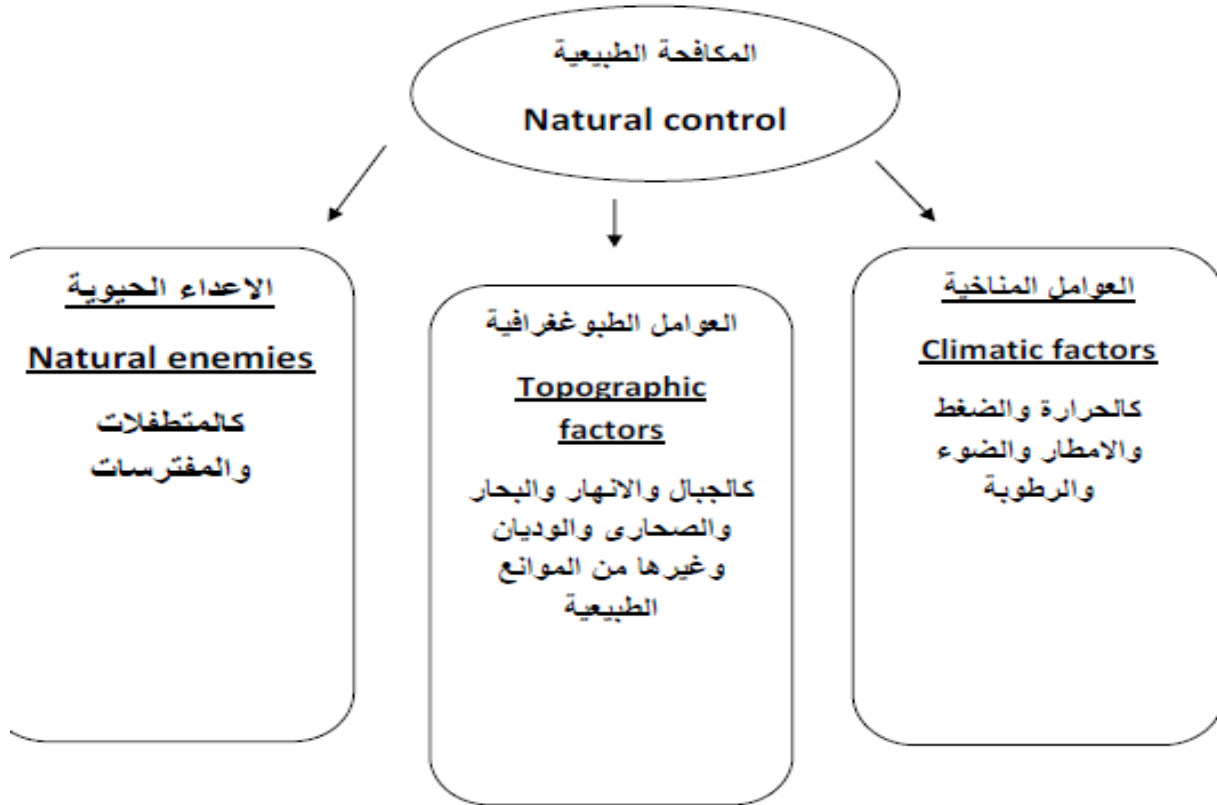 المكافحة الطبيعية
Natural control
العوامل المناخية
Climatic factors
كالحرارة والضغط
والامطار والضوء
والرطوبة
العوامل الطبوغغرافية
Topographic
factors
كالجبال والانهار والبحار
والصحارى والوديان
وغيرها من الموانع
الطبيعية
الاعداء الحيوية
Natural enemies
كالمتطفلات
والمفترسات